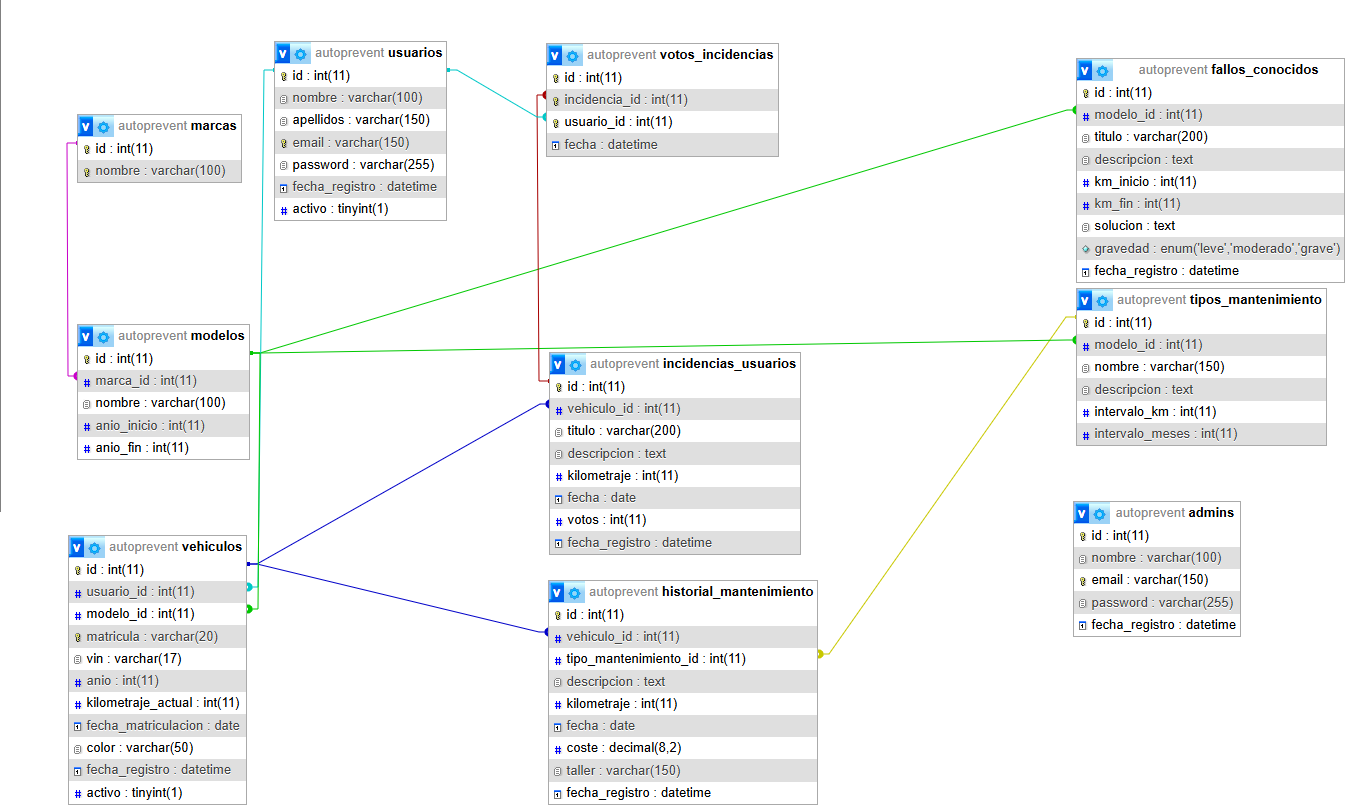 autoprevent marcas
id : int(11)
nombre : varchar(100)
autoprevent usuarios
id : int(11)
nombre : varchar(100)
apellidos : varchar(150)
email : varchar(150)
password : varchar(255)
fecha_registro : datetime
activo : tinyint(1)
autoprevent votos_incidencias
id : int(11)
incidencia_id : int(11)
usuario_id : int(11)
fecha : datetime
autoprevent fallos_conocidos
id : int(11)
modelo_id : int(11)
titulo : varchar(200)
descripcion : text
km_inicio : int(11)
km_fin : int(11)
solucion : text
gravedad : enum('leve','moderado','grave')
fecha_registro : datetime
autoprevent modelos
id : int(11)
marca_id : int(11)
nombre : varchar(100)
anio_inicio : int(11)
anio_fin : int(11)
autoprevent incidencias_usuarios
id : int(11)
vehiculo_id : int(11)
titulo : varchar(200)
descripcion : text
kilometraje : int(11)
fecha : date
votos : int(11)
fecha_registro : datetime
autoprevent tipos_mantenimiento
id : int(11)
modelo_id : int(11)
nombre : varchar(150)
descripcion : text
intervalo_km : int(11)
intervalo_meses : int(11)
autoprevent vehiculos
id : int(11)
usuario_id : int(11)
modelo_id : int(11)
matricula : varchar(20)
vin : varchar(17)
anio : int(11)
kilometraje_actual : int(11)
fecha_matriculacion : date
color : varchar(50)
fecha_registro : datetime
activo : tinyint(1)
autoprevent historial_mantenimiento
id : int(11)
vehiculo_id : int(11)
tipo_mantenimiento_id : int(11)
descripcion : text
kilometraje : int(11)
fecha : date
coste : decimal(8,2)
taller : varchar(150)
fecha_registro : datetime
autoprevent admins
id : int(11)
nombre : varchar(100)
email : varchar(150)
password : varchar(255)
fecha_registro : datetime